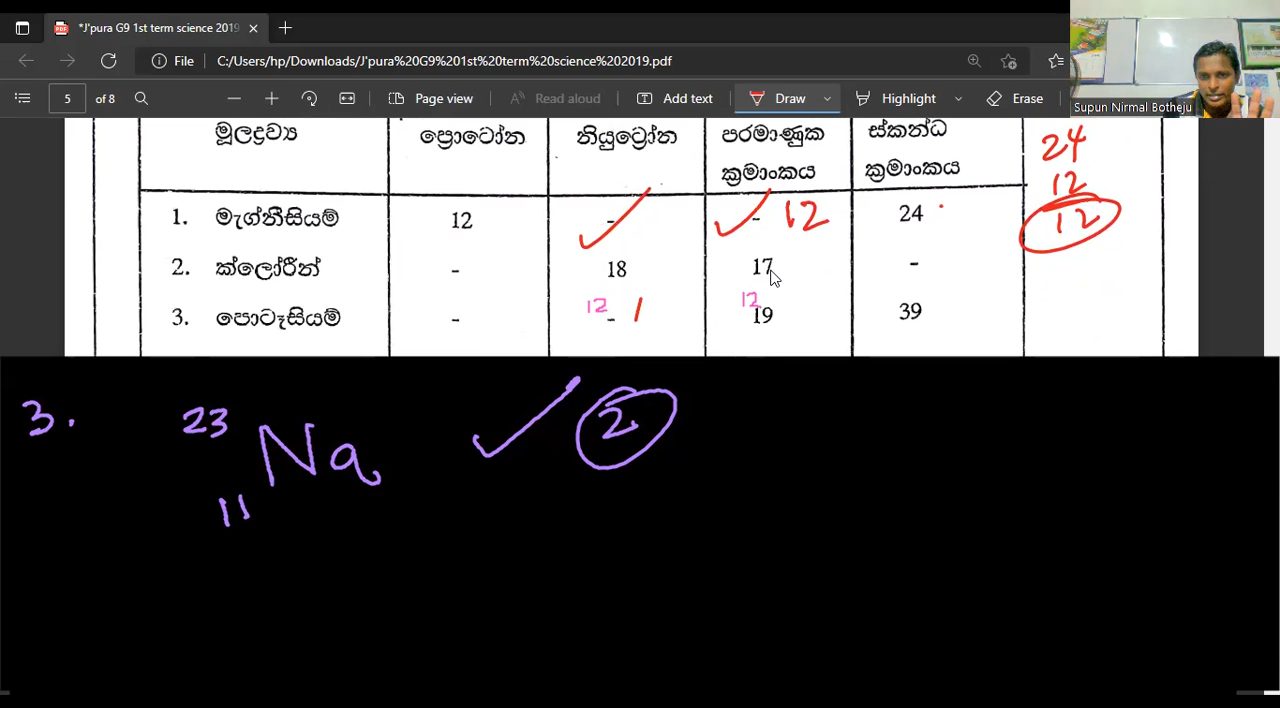 *J'pura G9 1st term science 2019
File C:/Users/hp/Downloads/J'pura%20G9%201st%20term%20science%202019.pdf
5 of 8 Page view Read aloud Add text Draw Highlight Erase
Supun Nirmal Botheju
මූලද්‍රව්‍ය ප්‍රොටෝන නියුට්‍රෝන පරමාණුක ස්කන්ධ
ක්‍රමාංකය ක්‍රමාංකය
24
12
12
1. මැග්නීසියම් 12 - - 12 24
2. ක්ලෝරීන් - 18 17 -
12 12
3. පොටෑසියම් - - 19 39
3. 23 Na 2.
11